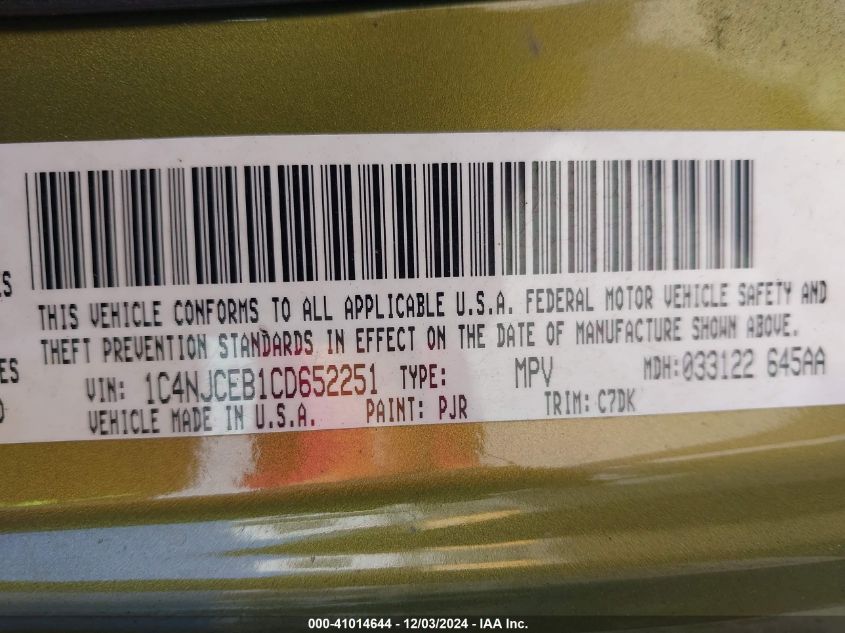 THIS VEHICLE CONFORMS TO ALL APPLICABLE U.S.A. FEDERAL MOTOR VEHICLE SAFETY AND
THEFT PREVENTION STANDARDS IN EFFECT ON THE DATE OF MANUFACTURE SHOWN ABOVE.
VIN: 1C4NJCEB1CD652251 TYPE: MPV MDH:033122 645AA
VEHICLE MADE IN U.S.A. PAINT: PJR TRIM: C7DK
000-41014644 - 12/03/2024 - IAA Inc.